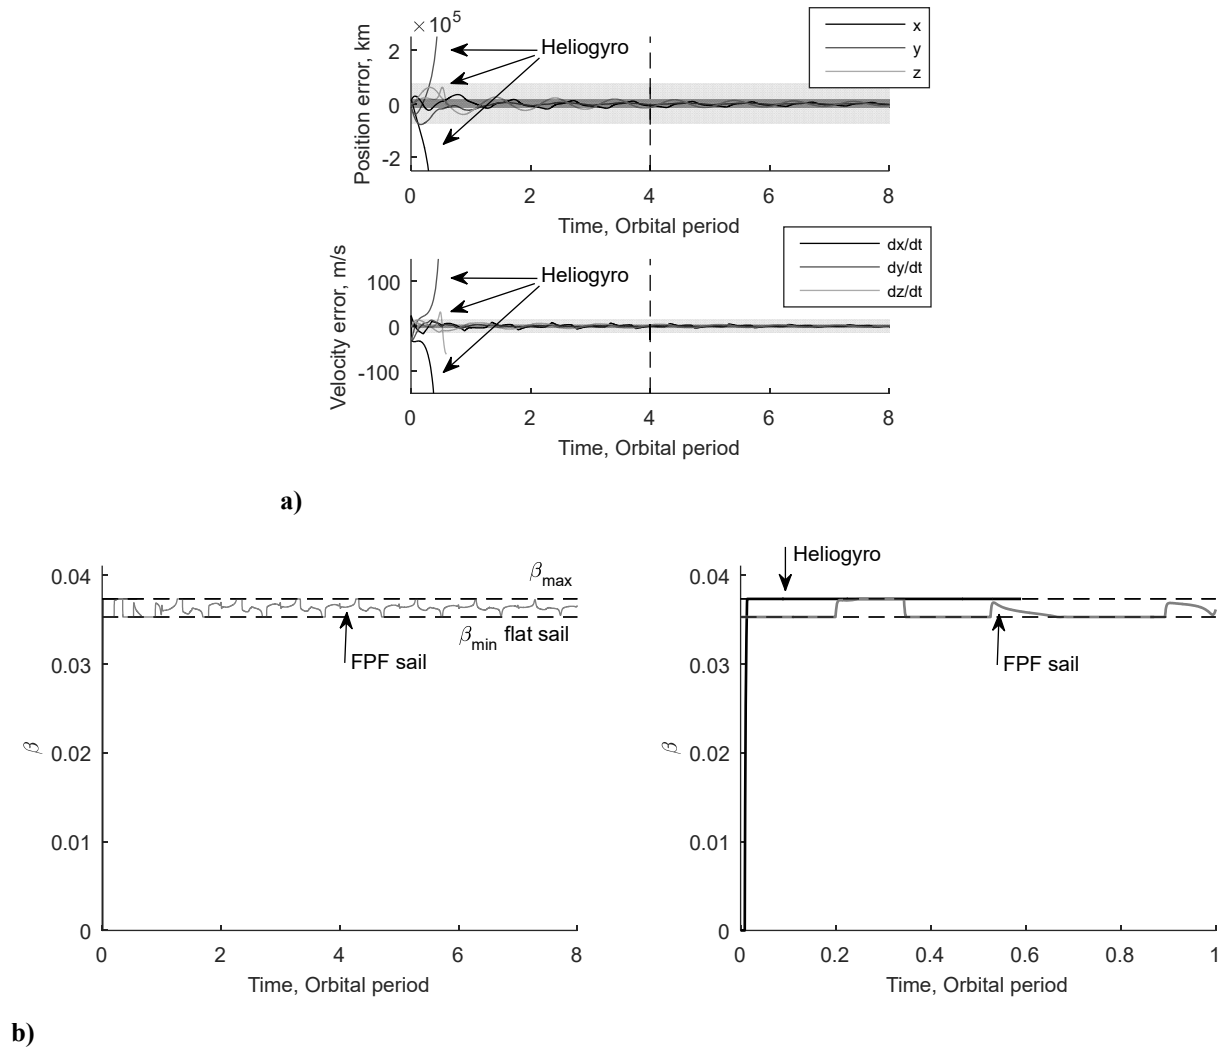 ×10⁵
Position error, km
2
0
-2
Heliogyro
x
y
z
0 2 4 6 8
Time, Orbital period
Velocity error, m/s
100
0
-100
Heliogyro
dx/dt
dy/dt
dz/dt
0 2 4 6 8
Time, Orbital period
a)
0.04
0.03
0.02
0.01
0
β
βmax
βmin flat sail
FPF sail
0 2 4 6 8
Time, Orbital period
Heliogyro
0.04
0.03
0.02
0.01
0
β
FPF sail
0 0.2 0.4 0.6 0.8 1
Time, Orbital period
b)